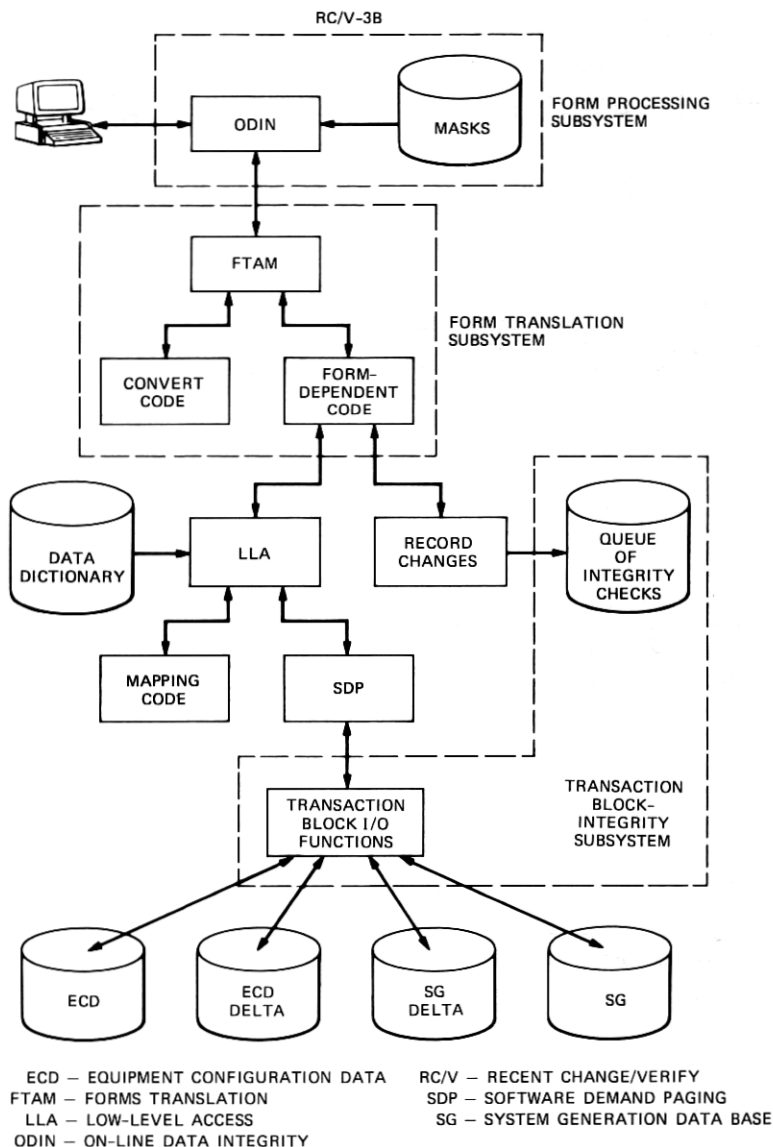 RC/V-3B
ODIN
MASKS
FORM PROCESSING
SUBSYSTEM
FTAM
FORM TRANSLATION
SUBSYSTEM
CONVERT
CODE
FORM-
DEPENDENT
CODE
DATA
DICTIONARY
LLA
RECORD
CHANGES
QUEUE
OF
INTEGRITY
CHECKS
MAPPING
CODE
SDP
TRANSACTION
BLOCK I/O
FUNCTIONS
TRANSACTION
BLOCK-
INTEGRITY
SUBSYSTEM
ECD
ECD
DELTA
SG
DELTA
SG
ECD – EQUIPMENT CONFIGURATION DATA
FTAM – FORMS TRANSLATION
LLA – LOW-LEVEL ACCESS
ODIN – ON-LINE DATA INTEGRITY
RC/V – RECENT CHANGE/VERIFY
SDP – SOFTWARE DEMAND PAGING
SG – SYSTEM GENERATION DATA BASE